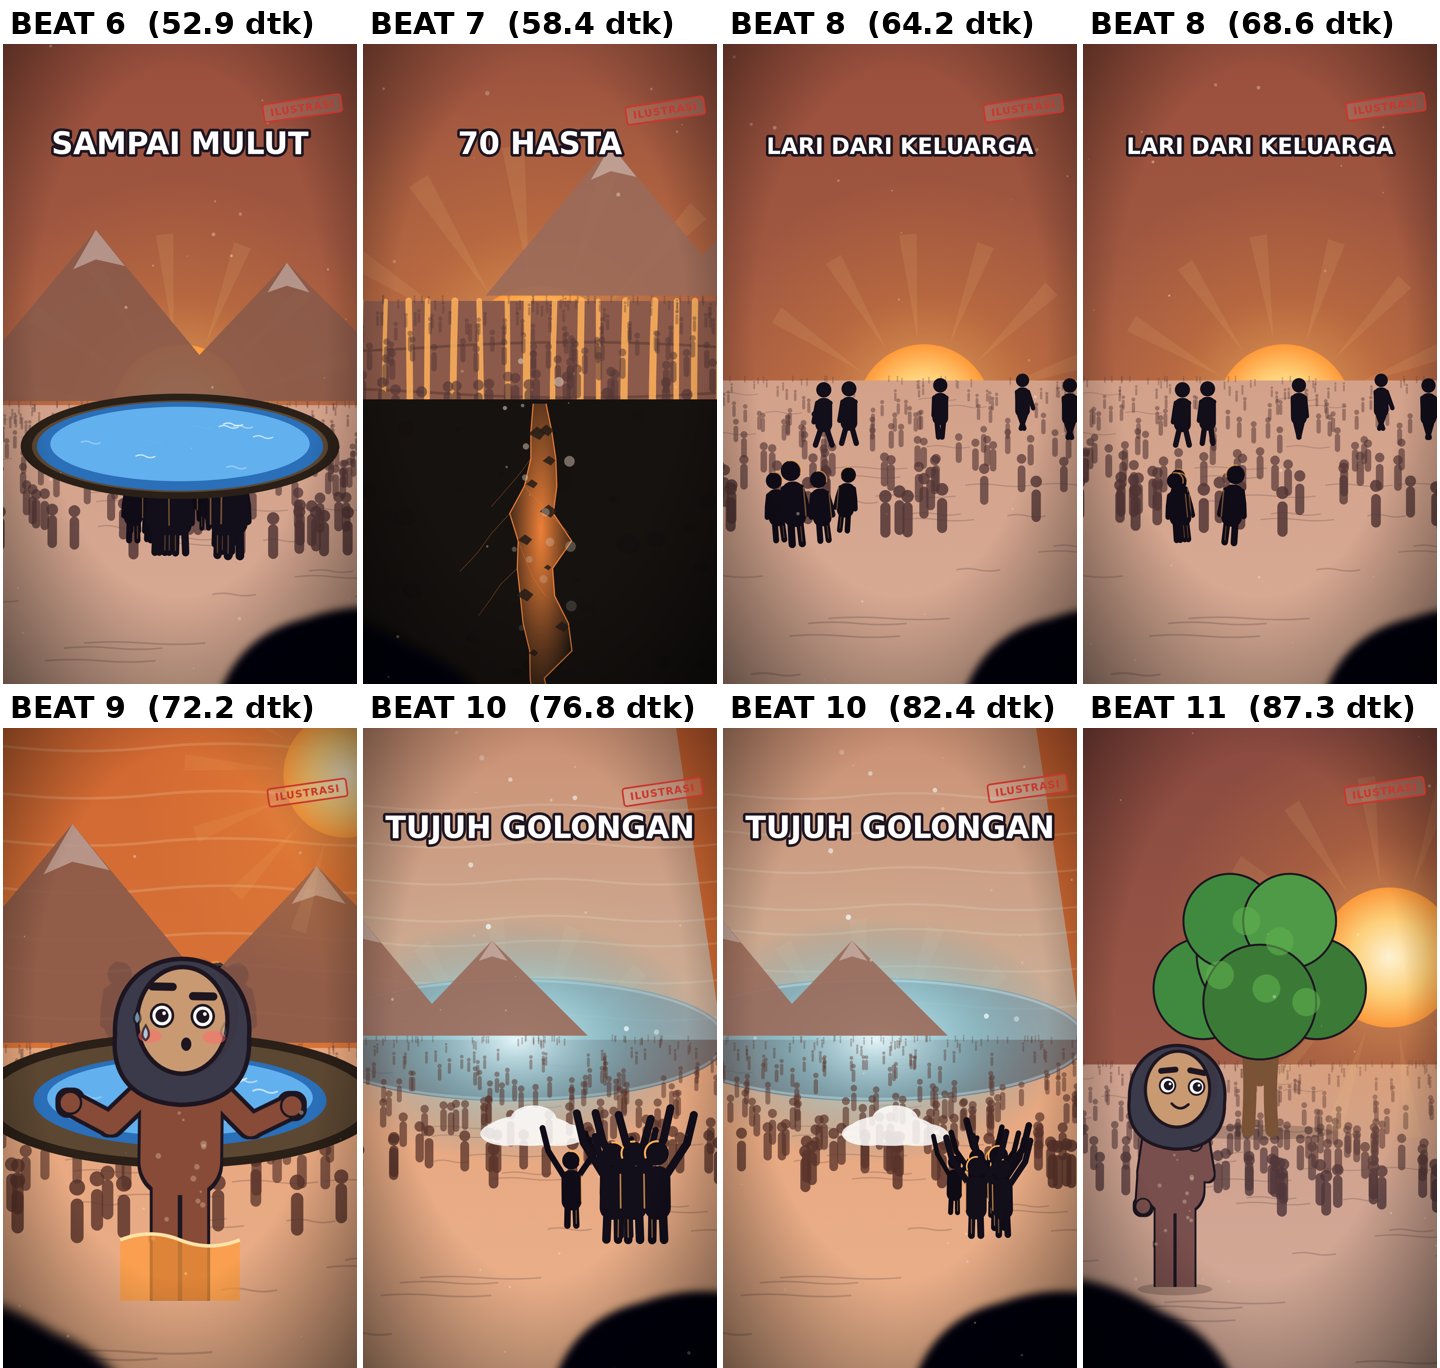 BEAT 6 (52.9 dtk)
BEAT 7 (58.4 dtk)
BEAT 8 (64.2 dtk)
BEAT 8 (68.6 dtk)
ILUSTRASI
SAMPAI MULUT
ILUSTRASI
70 HASTA
ILUSTRASI
LARI DARI KELUARGA
ILUSTRASI
LARI DARI KELUARGA
BEAT 9 (72.2 dtk)
BEAT 10 (76.8 dtk)
BEAT 10 (82.4 dtk)
BEAT 11 (87.3 dtk)
ILUSTRASI
ILUSTRASI
TUJUH GOLONGAN
ILUSTRASI
TUJUH GOLONGAN
ILUSTRASI